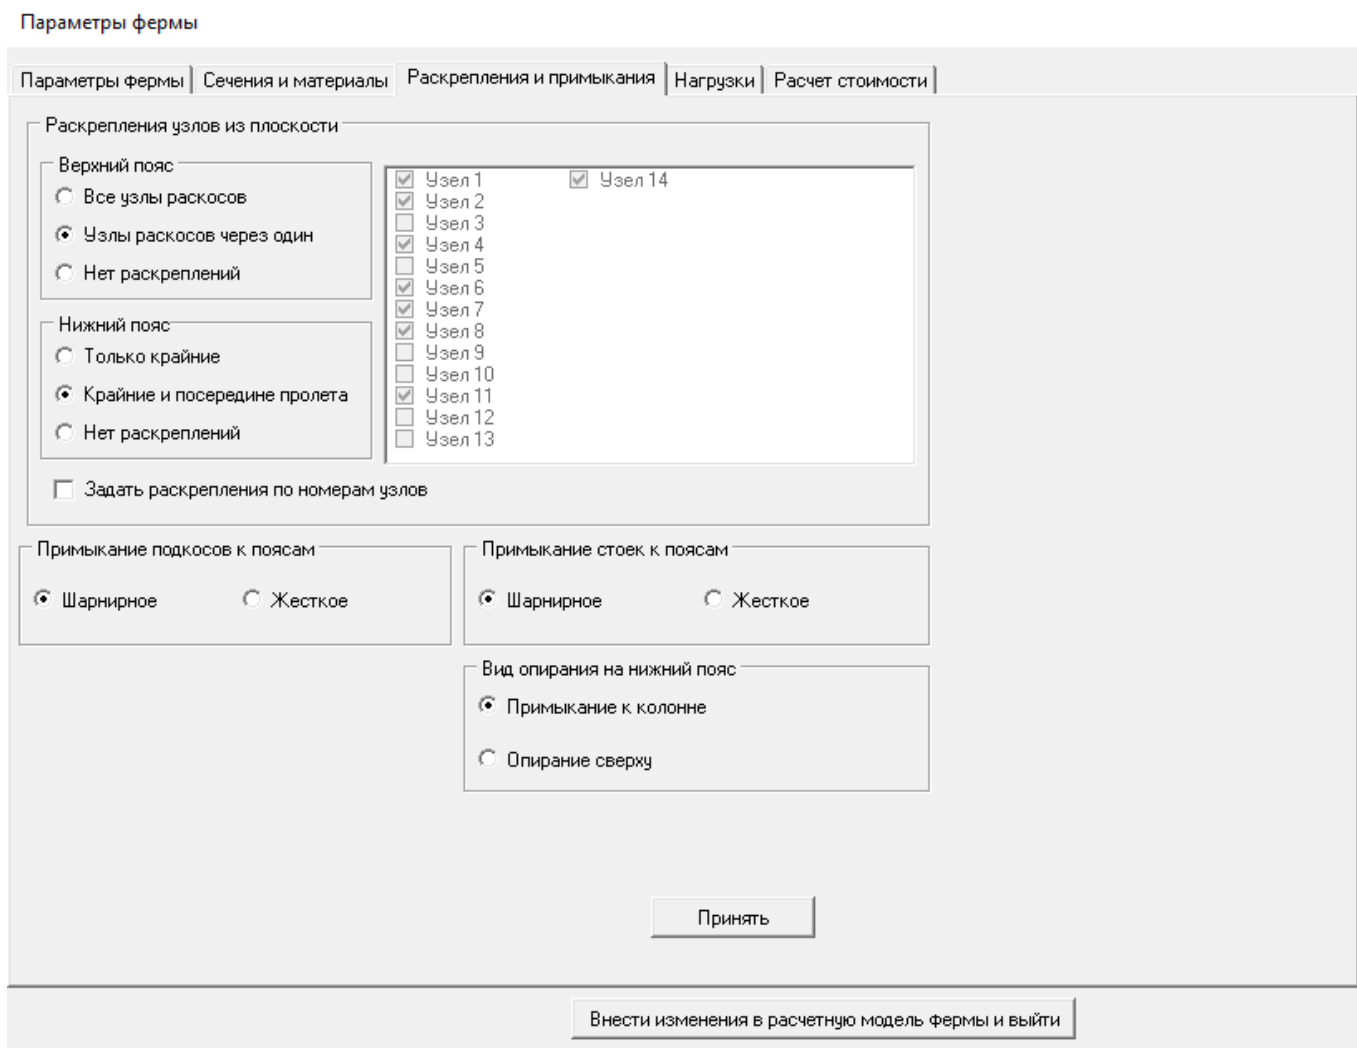 Параметры фермы
Параметры фермы Сечения и материалы Раскрепления и примыкания Нагрузки Расчет стоимости
Раскрепления узлов из плоскости
Верхний пояс
Все узлы раскосов
Узлы раскосов через один
Нет раскреплений
Нижний пояс
Только крайние
Крайние и посередине пролета
Нет раскреплений
Узел 1 Узел 14
Узел 2
Узел 3
Узел 4
Узел 5
Узел 6
Узел 7
Узел 8
Узел 9
Узел 10
Узел 11
Узел 12
Узел 13
Задать раскрепления по номерам узлов
Примыкание подкосов к поясам
Шарнирное Жесткое
Примыкание стоек к поясам
Шарнирное Жесткое
Вид опирания на нижний пояс
Примыкание к колонне
Опирание сверху
Принять
Внести изменения в расчетную модель фермы и выйти